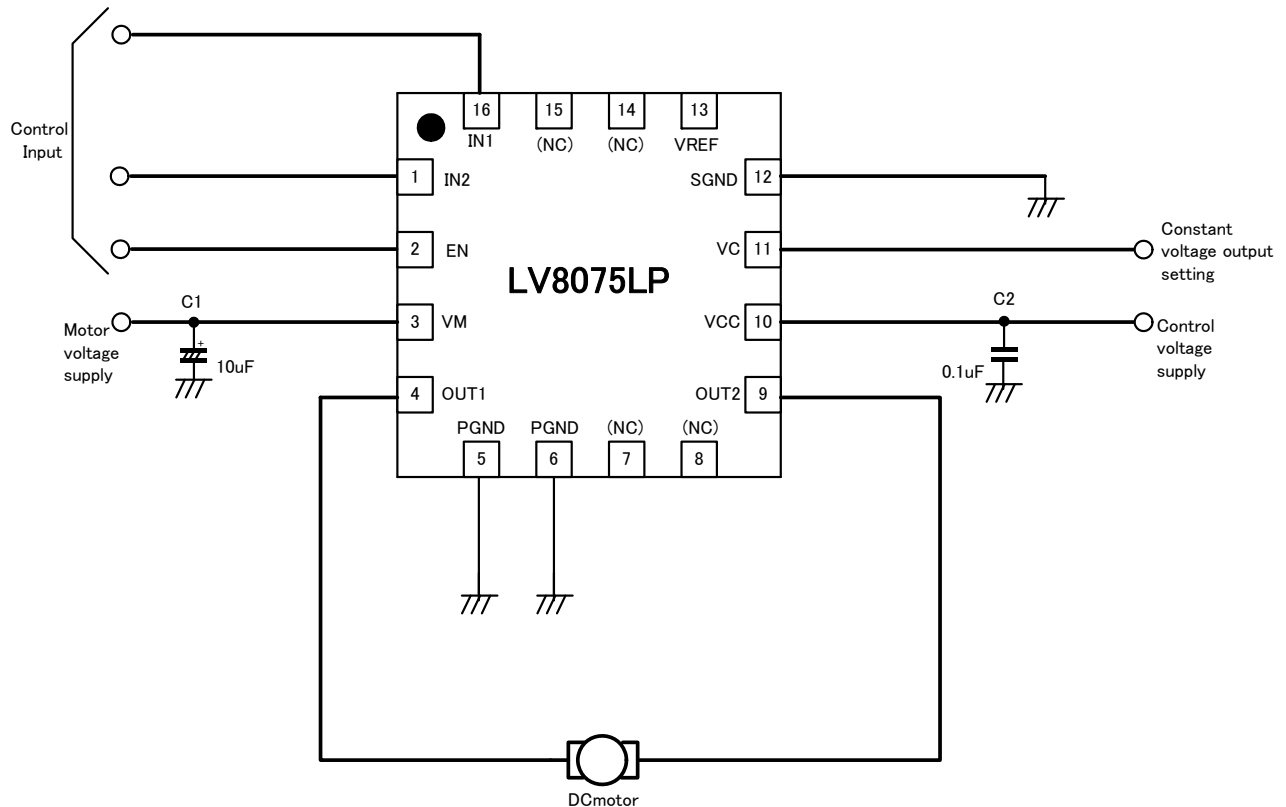 16
15
14
13
IN1
(NC)
(NC)
VREF
Control
Input
1
IN2
SGND
12
2
EN
VC
11
Constant
voltage output
setting
LV8075LP
C1
C2
Motor
voltage
supply
3
VM
VCC
10
Control
voltage
supply
+
10uF
0.1uF
4
OUT1
OUT2
9
PGND
PGND
(NC)
(NC)
5
6
7
8
DCmotor